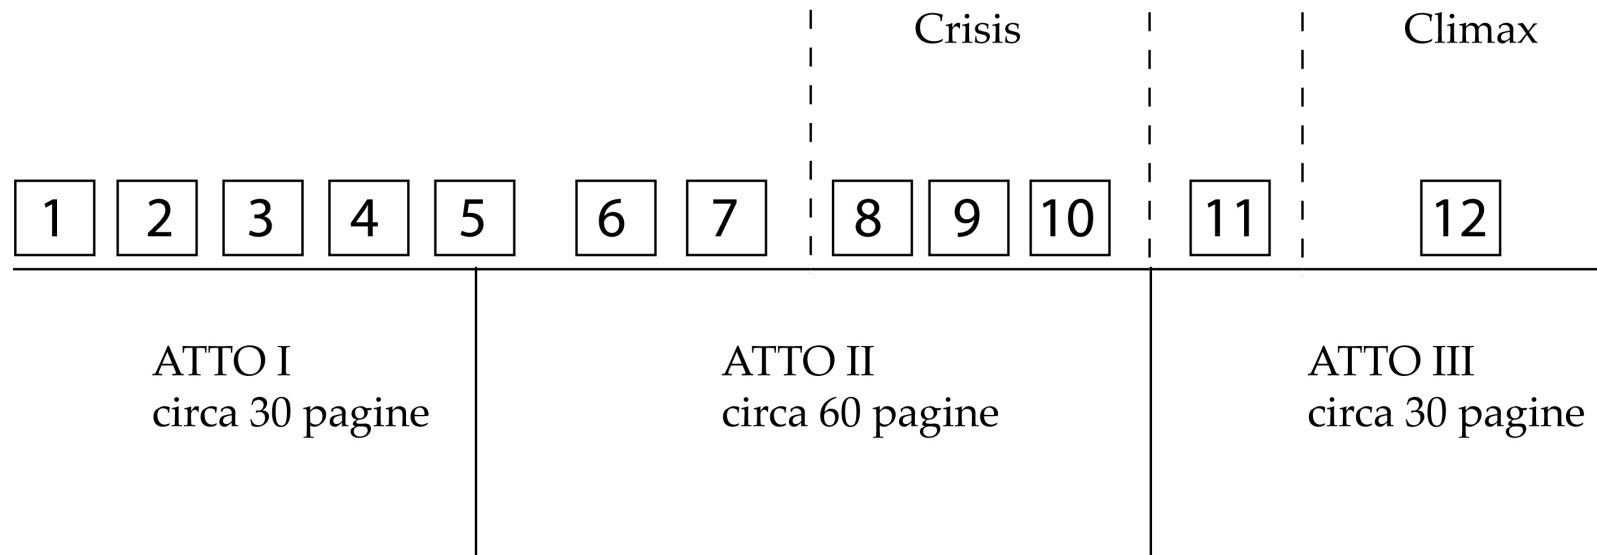 Crisis Climax
1 2 3 4 5 6 7 8 9 10 11 12
ATTO I
circa 30 pagine
ATTO II
circa 60 pagine
ATTO III
circa 30 pagine